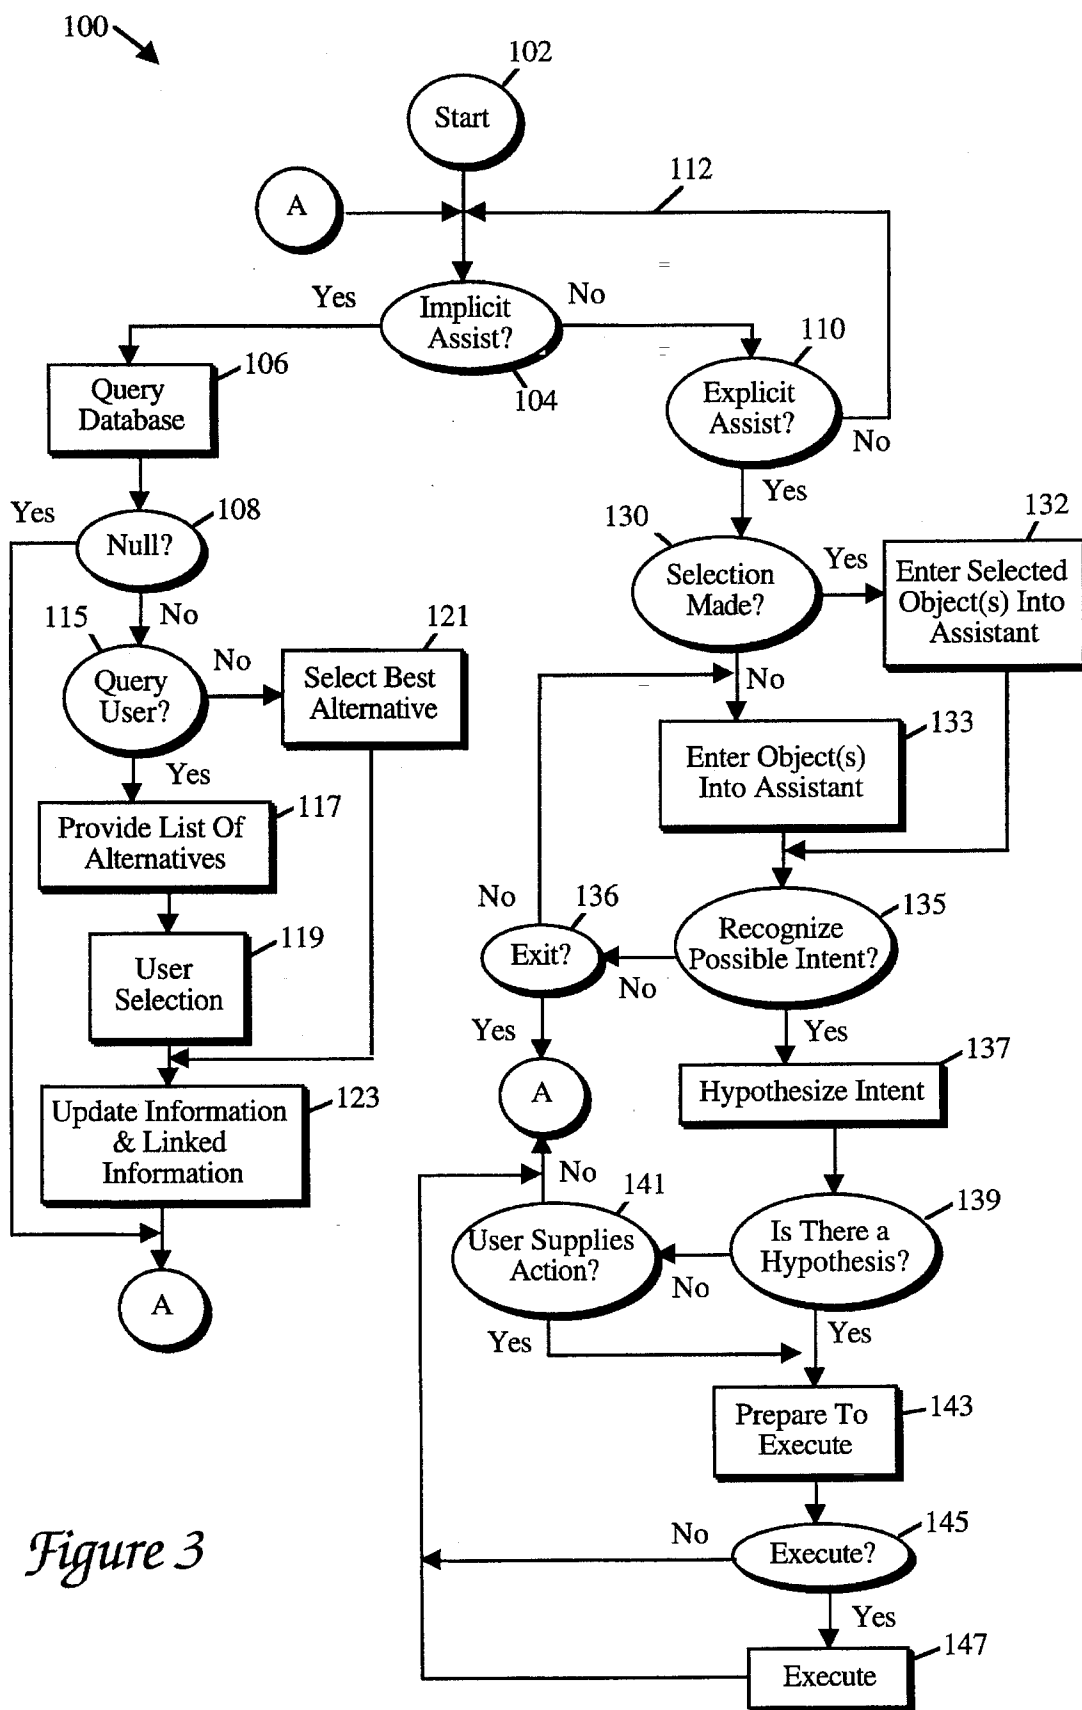 100
102
Start
112
A
Yes
Implicit
Assist?
No
104
110
Explicit
Assist?
No
Yes
106
Query
Database
Yes
108
Null?
No
115
Query
User?
No
121
Select Best
Alternative
Yes
Provide List Of
Alternatives
117
User
Selection
119
Update Information
& Linked
Information
123
A
130
Selection
Made?
Yes
132
Enter Selected
Object(s) Into
Assistant
No
Enter Object(s)
Into Assistant
133
No
136
Exit?
No
Recognize
Possible Intent?
135
Yes
A
Yes
Hypothesize Intent
137
No
141
User Supplies
Action?
No
Is There a
Hypothesis?
139
Yes
Yes
Prepare To
Execute
143
No
Execute?
145
Yes
Execute
147
Figure 3